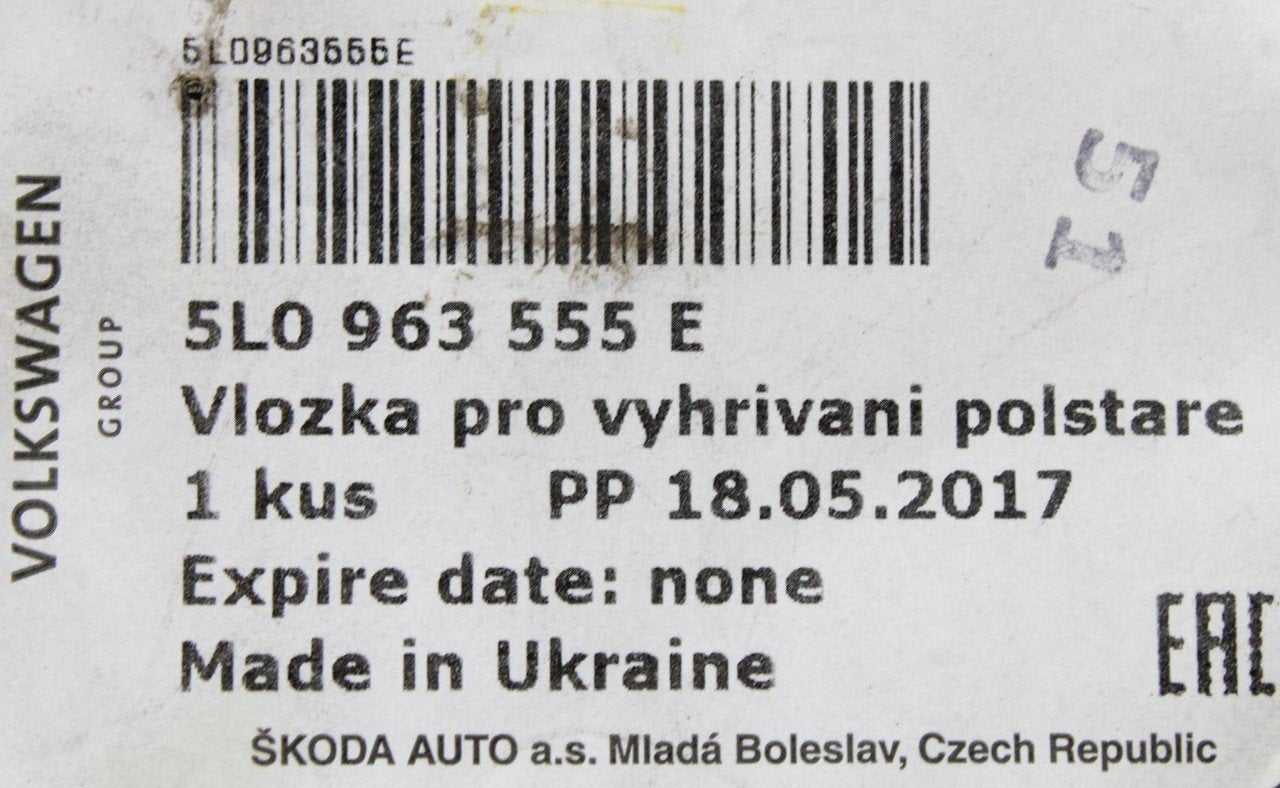 5L0963555E
5L0 963 555 E
Vlozka pro vyhrivani polstare
1 kus PP 18.05.2017
Expire date: none
Made in Ukraine
ŠKODA AUTO a.s. Mladá Boleslav, Czech Republic
VOLKSWAGEN
GROUP
51
EAC